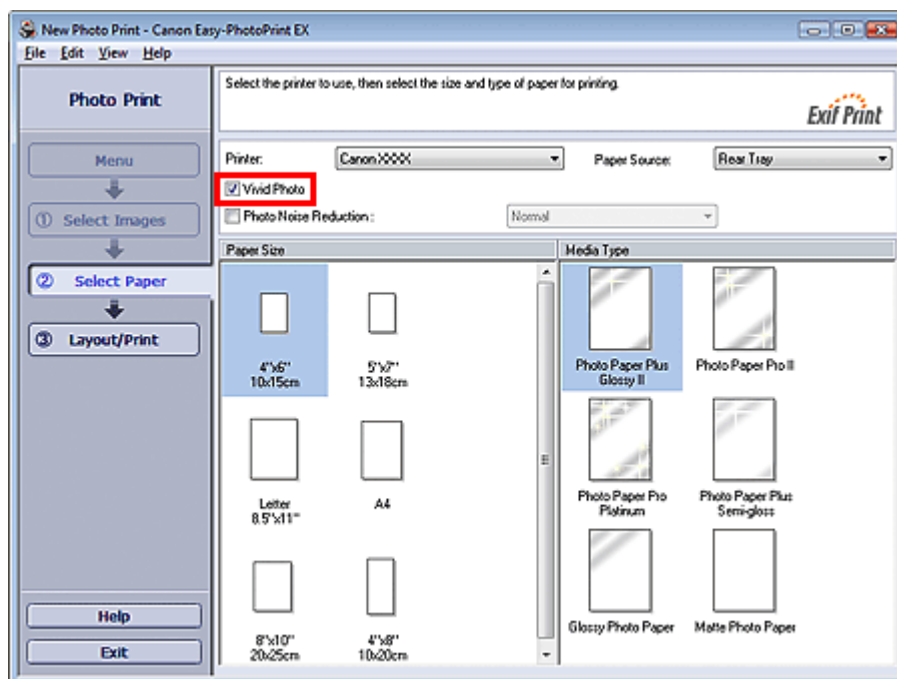 New Photo Print - Canon Easy-PhotoPrint EX
File Edit View Help
Photo Print
Select the printer to use, then select the size and type of paper for printing.
Exif Print
Menu
① Select Images
② Select Paper
③ Layout/Print
Help
Exit
Printer: Canon XXXX Paper Source: Rear Tray
Vivid Photo
Photo Noise Reduction : Normal
Paper Size
4"x6"
10x15cm
5"x7"
13x18cm
Letter
8.5"x11"
A4
8"x10"
20x25cm
4"x8"
10x20cm
Media Type
Photo Paper Plus
Glossy II
Photo Paper Pro II
Photo Paper Pro
Platinum
Photo Paper Plus
Semi-gloss
Glossy Photo Paper
Matte Photo Paper